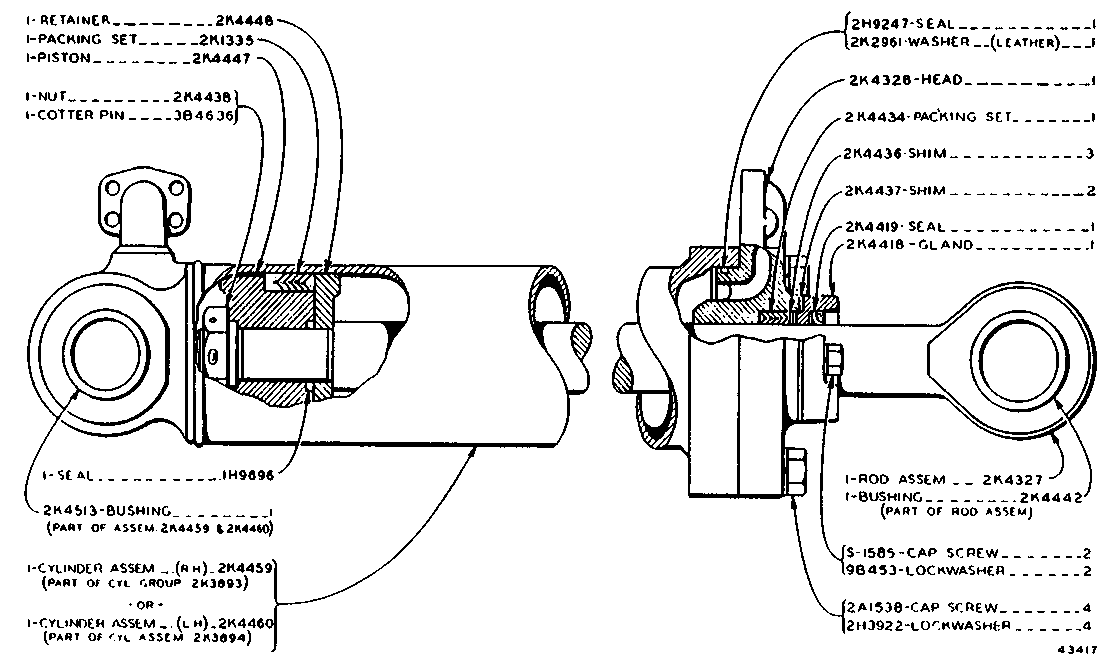 1-RETAINER 2K4448
1-PACKING SET 2K1335
1-PISTON 2K4447
1-NUT 2K4438
1-COTTER PIN 3B4636
2H9247-SEAL 1
2K2961-WASHER (LEATHER) 1
2K4328-HEAD 1
2K4434-PACKING SET 1
2K4436-SHIM 3
2K4437-SHIM 2
2K4419-SEAL 1
2K4418-GLAND 1
1-SEAL 1H9696
2K4513-BUSHING 1
(PART OF ASSEM. 2K4459 & 2K4460)
1-CYLINDER ASSEM (RH) 2K4459
(PART OF CYL GROUP 2K3893)
-OR-
1-CYLINDER ASSEM (LH) 2K4460
(PART OF CYL ASSEM 2K3894)
1-ROD ASSEM 2K4327
1-BUSHING 2K4442
(PART OF ROD ASSEM)
S-1585-CAP SCREW 2
9B453-LOCKWASHER 2
2A1538-CAP SCREW 4
2H3922-LOCKWASHER 4
43417